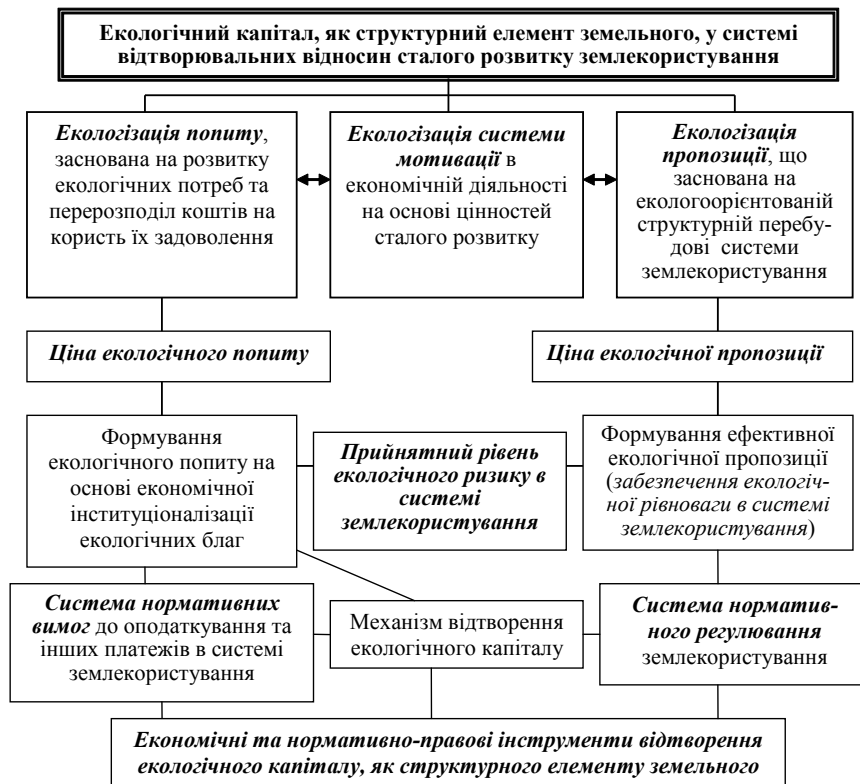 Екологічний капітал, як структурний елемент земельного, у системі
відтворювальних відносин сталого розвитку землекористування
Екологізація попиту,
заснована на розвитку
екологічних потреб та
перерозподіл коштів на
користь їх задоволення
Екологізація системи
мотивації в
економічній діяльності
на основі цінностей
сталого розвитку
Екологізація
пропозиції, що
заснована на
екологоорієнтованій
структурній перебу-
дові системи
землекористування
Ціна екологічного попиту
Ціна екологічної пропозиції
Формування
екологічного попиту на
основі економічної
інституціоналізації
екологічних благ
Прийнятний рівень
екологічного ризику в
системі
землекористування
Формування ефективної
екологічної пропозиції
(забезпечення екологіч-
ної рівноваги в системі
землекористування)
Система нормативних
вимог до оподаткування та
інших платежів в системі
землекористування
Механізм відтворення
екологічного капіталу
Система норматив-
ного регулювання
землекористування
Економічні та нормативно-правові інструменти відтворення
екологічного капіталу, як структурного елементу земельного